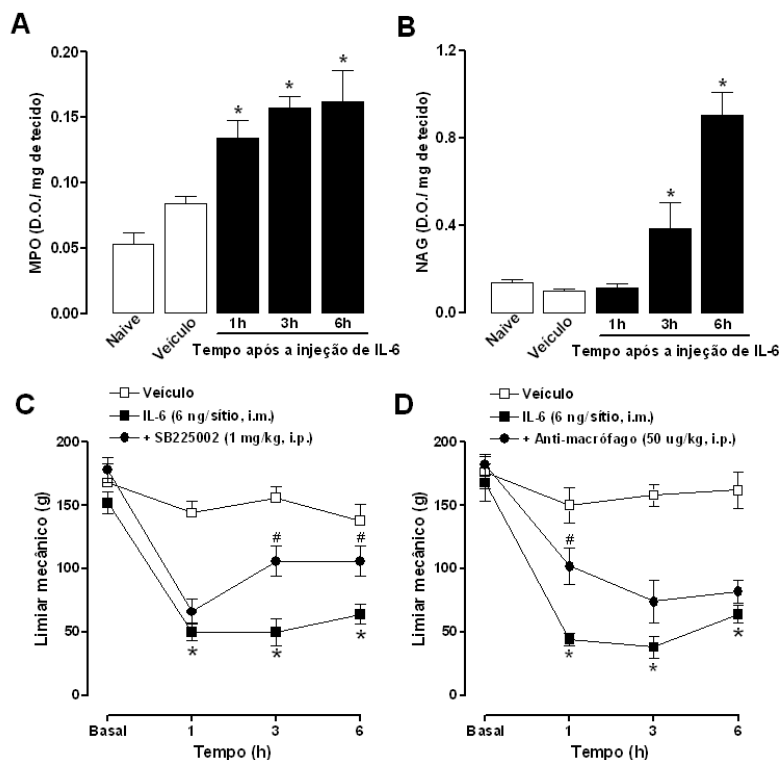 A
MPO (D.O./ mg de tecido)
0.20
0.15
0.10
0.05
0.00
*
*
*
Naive
Veículo
1h
3h
6h
Tempo após a injeção de IL-6
B
NAG (D.O./ mg de tecido)
1.2
0.8
0.4
0.0
*
*
Naive
Veículo
1h
3h
6h
Tempo após a injeção de IL-6
C
Veículo
IL-6 (6 ng/sítio, i.m.)
+ SB225002 (1 mg/kg, i.p.)
Limiar mecânico (g)
200
150
100
50
0
#
#
*
*
*
Basal
1
3
6
Tempo (h)
D
Veículo
IL-6 (6 ng/sítio, i.m.)
+ Anti-macrófago (50 ug/kg, i.p.)
Limiar mecânico (g)
200
150
100
50
0
#
*
*
*
Basal
1
3
6
Tempo (h)